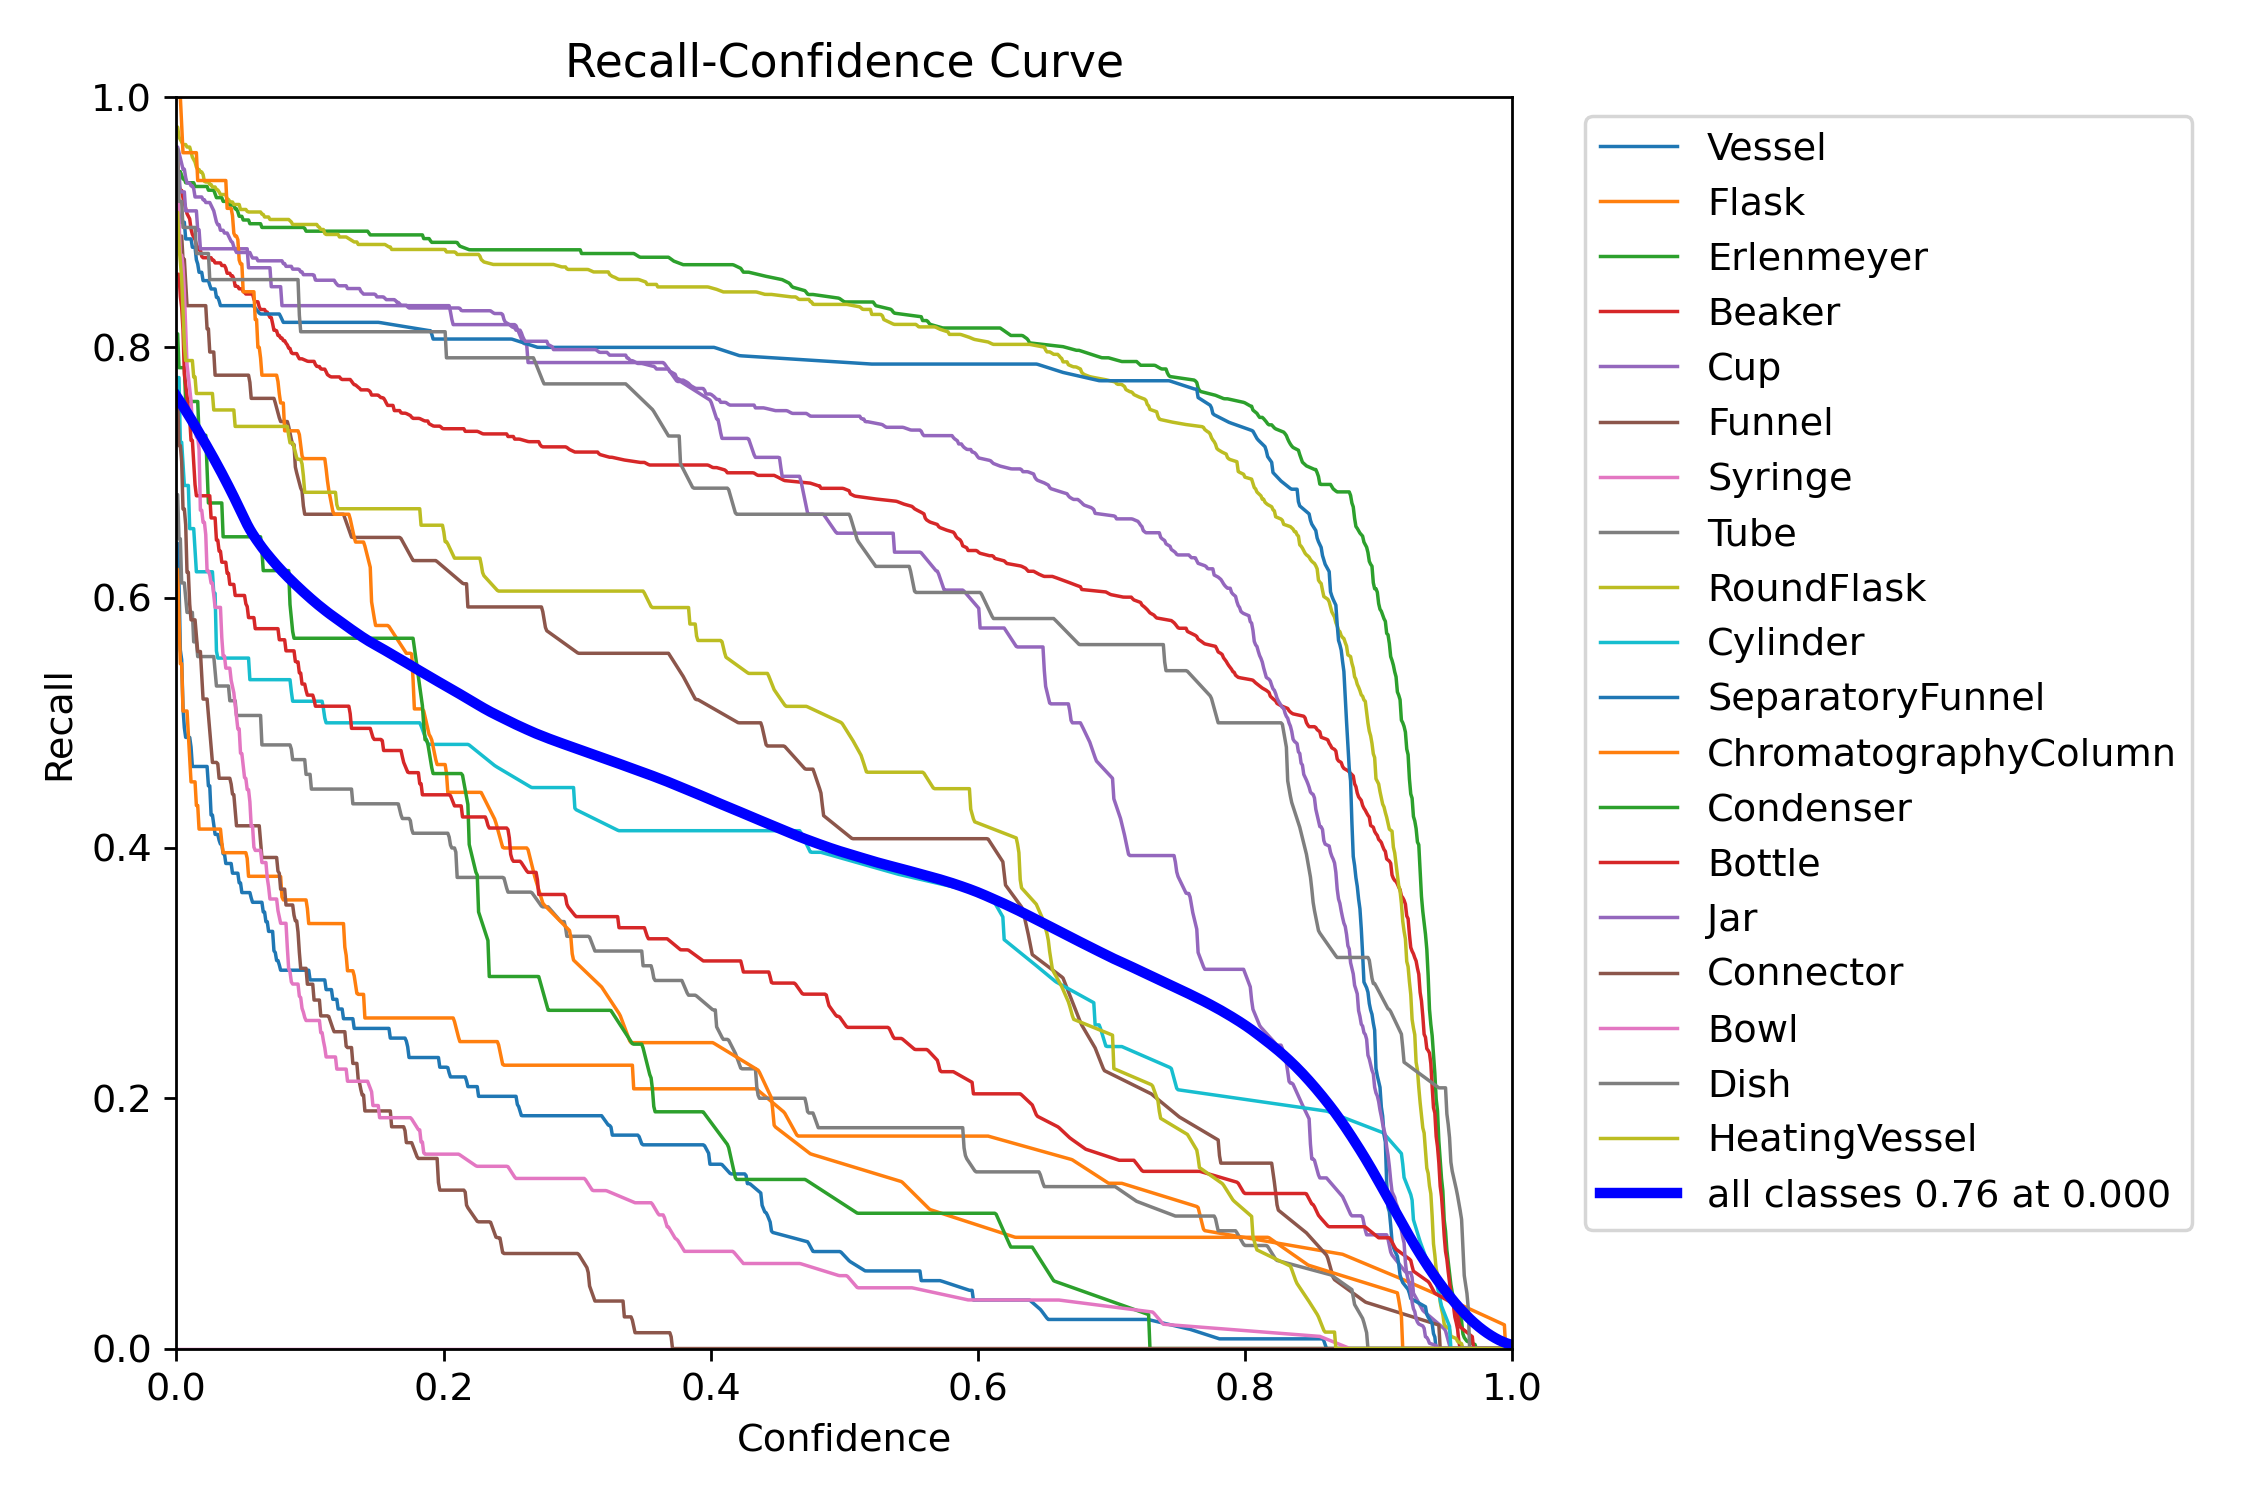 Recall-Confidence Curve
1.0
0.8
0.6
0.4
0.2
0.0
Recall
0.0 0.2 0.4 0.6 0.8 1.0
Confidence
Vessel
Flask
Erlenmeyer
Beaker
Cup
Funnel
Syringe
Tube
RoundFlask
Cylinder
SeparatoryFunnel
ChromatographyColumn
Condenser
Bottle
Jar
Connector
Bowl
Dish
HeatingVessel
all classes 0.76 at 0.000